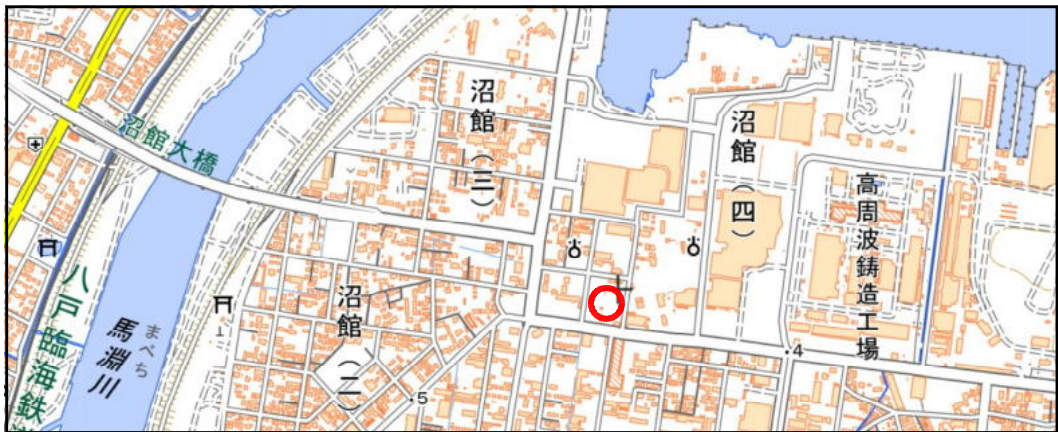 沼館大橋
沼館（三）
沼館（四）
高周波鋳造工場
沼館（二）
八戸臨海鉄
馬淵川
まべち
・4
・5